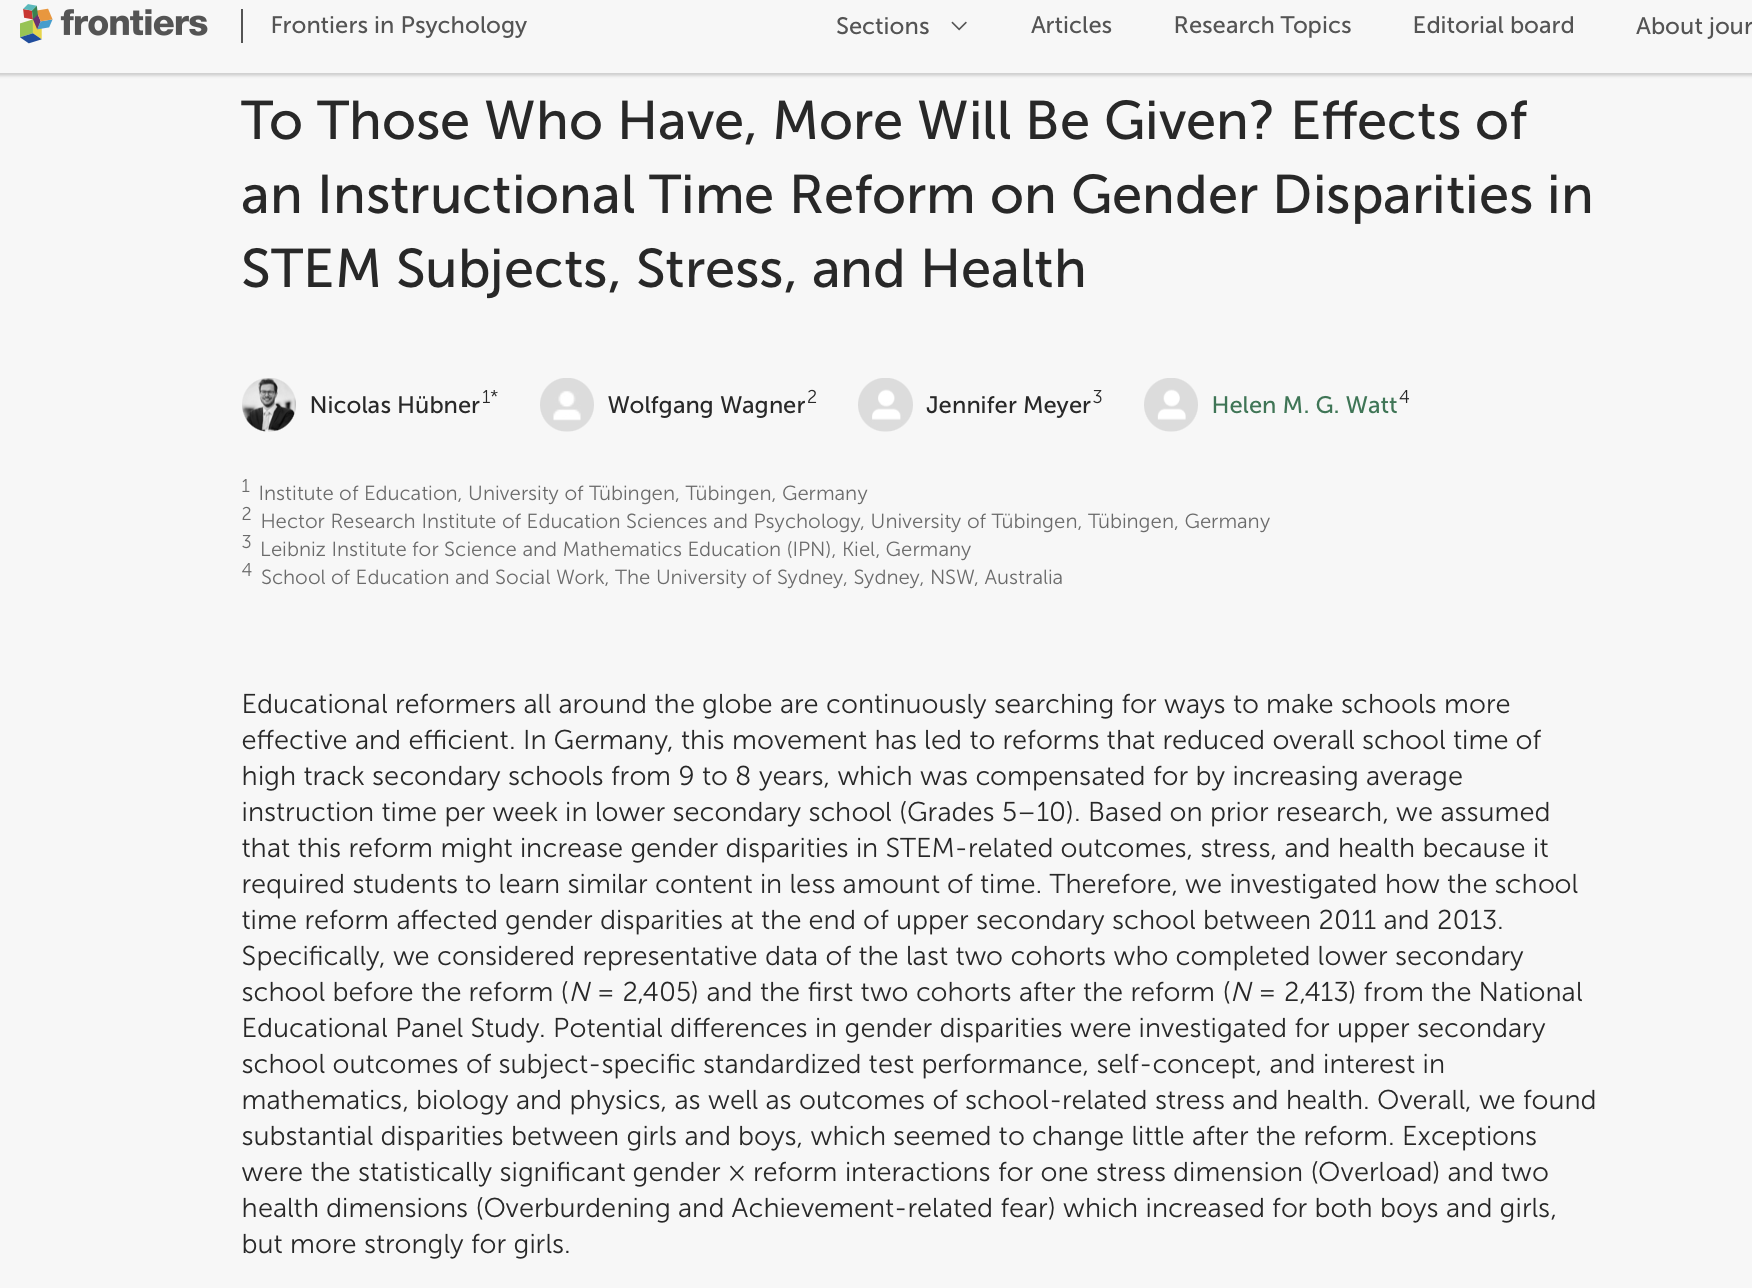 frontiers
Frontiers in Psychology
Sections
Articles
Research Topics
Editorial board
About jour
To Those Who Have, More Will Be Given? Effects of
an Instructional Time Reform on Gender Disparities in
STEM Subjects, Stress, and Health
Nicolas Hübner1*
Wolfgang Wagner2
Jennifer Meyer3
Helen M. G. Watt4
1 Institute of Education, University of Tübingen, Tübingen, Germany
2 Hector Research Institute of Education Sciences and Psychology, University of Tübingen, Tübingen, Germany
3 Leibniz Institute for Science and Mathematics Education (IPN), Kiel, Germany
4 School of Education and Social Work, The University of Sydney, Sydney, NSW, Australia
Educational reformers all around the globe are continuously searching for ways to make schools more
effective and efficient. In Germany, this movement has led to reforms that reduced overall school time of
high track secondary schools from 9 to 8 years, which was compensated for by increasing average
instruction time per week in lower secondary school (Grades 5–10). Based on prior research, we assumed
that this reform might increase gender disparities in STEM-related outcomes, stress, and health because it
required students to learn similar content in less amount of time. Therefore, we investigated how the school
time reform affected gender disparities at the end of upper secondary school between 2011 and 2013.
Specifically, we considered representative data of the last two cohorts who completed lower secondary
school before the reform (N = 2,405) and the first two cohorts after the reform (N = 2,413) from the National
Educational Panel Study. Potential differences in gender disparities were investigated for upper secondary
school outcomes of subject-specific standardized test performance, self-concept, and interest in
mathematics, biology and physics, as well as outcomes of school-related stress and health. Overall, we found
substantial disparities between girls and boys, which seemed to change little after the reform. Exceptions
were the statistically significant gender × reform interactions for one stress dimension (Overload) and two
health dimensions (Overburdening and Achievement-related fear) which increased for both boys and girls,
but more strongly for girls.